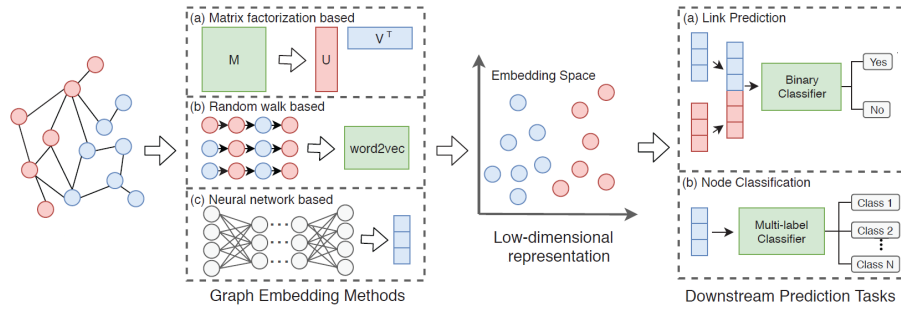 (a) Matrix factorization based
M
U
V^T
(b) Random walk based
word2vec
(c) Neural network based
Graph Embedding Methods
Embedding Space
Low-dimensional
representation
(a) Link Prediction
Binary
Classifier
Yes
No
(b) Node Classification
Multi-label
Classifier
Class 1
Class 2
Class N
Downstream Prediction Tasks